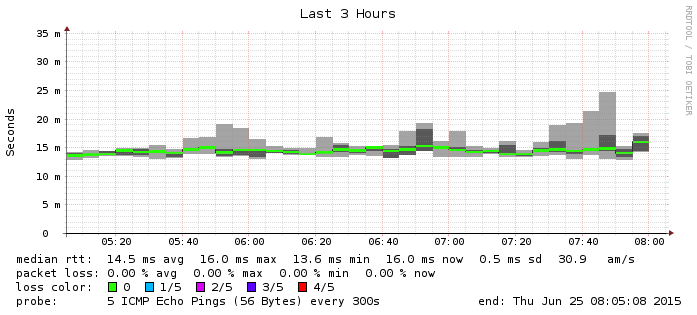 Last 3 Hours
RRDTOOL / TOBI OETIKER
Seconds
35 m
30 m
25 m
20 m
15 m
10 m
5 m
0
05:20 05:40 06:00 06:20 06:40 07:00 07:20 07:40 08:00
median rtt: 14.5 ms avg 16.0 ms max 13.6 ms min 16.0 ms now 0.5 ms sd 30.9 am/s
packet loss: 0.00 % avg 0.00 % max 0.00 % min 0.00 % now
loss color: 0 1/5 2/5 3/5 4/5
probe: 5 ICMP Echo Pings (56 Bytes) every 300s end: Thu Jun 25 08:05:08 2015